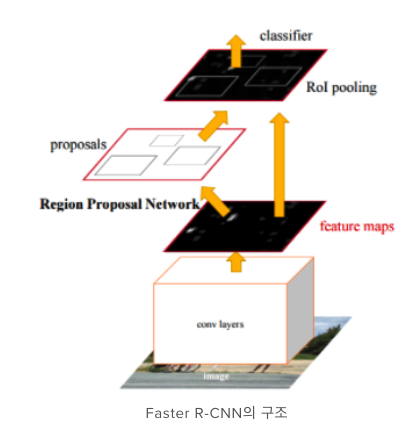 classifier
RoI pooling
proposals
Region Proposal Network
feature maps
conv layers
image
Faster R-CNN의 구조